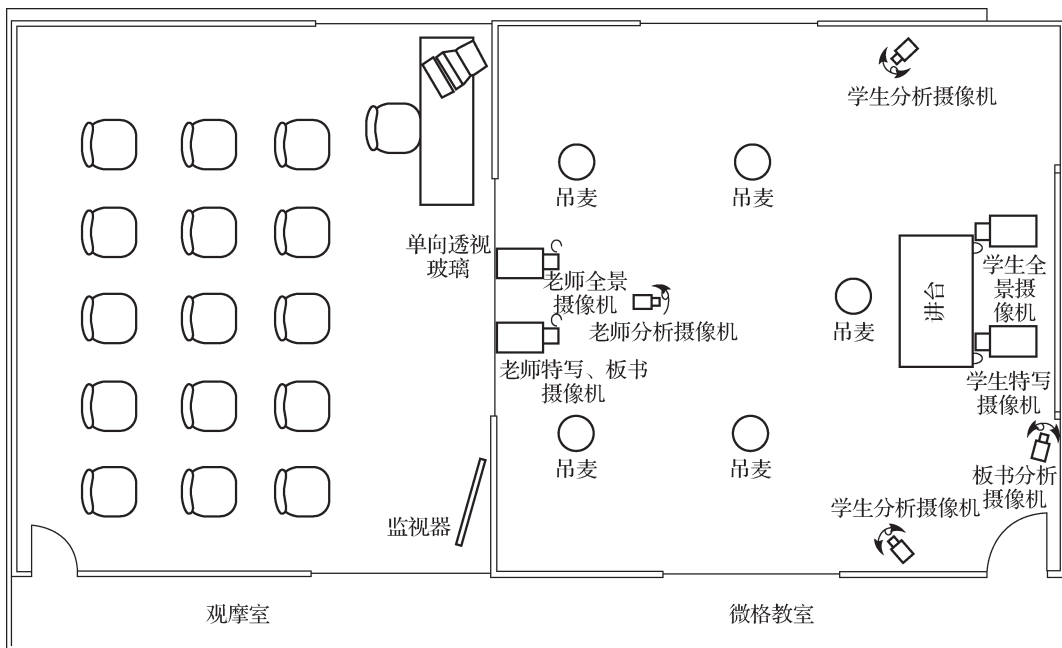 学生分析摄像机
吊麦
吊麦
单向透视
玻璃
老师全景
摄像机
老师分析摄像机
吊麦
讲台
学生全
景摄
像机
老师特写、板书
摄像机
学生特写
摄像机
吊麦
吊麦
板书分析
摄像机
学生分析摄像机
监视器
观摩室
微格教室